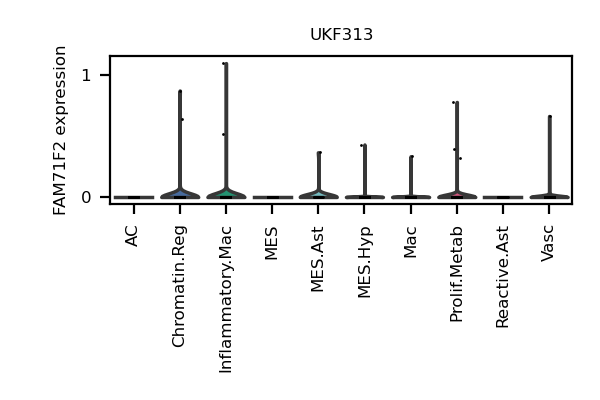 UKF313
FAM71F2 expression
1
0
AC
Chromatin.Reg
Inflammatory.Mac
MES
MES.Ast
MES.Hyp
Mac
Prolif.Metab
Reactive.Ast
Vasc